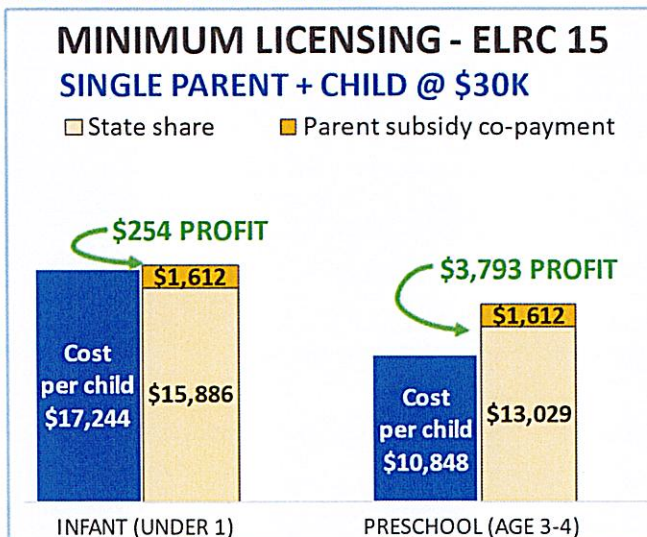 MINIMUM LICENSING - ELRC 15
SINGLE PARENT + CHILD @ $30K
State share
Parent subsidy co-payment
$254 PROFIT
$1,612
Cost
per child
$17,244
$15,886
$3,793 PROFIT
$1,612
Cost
per child
$10,848
$13,029
INFANT (UNDER 1)
PRESCHOOL (AGE 3-4)